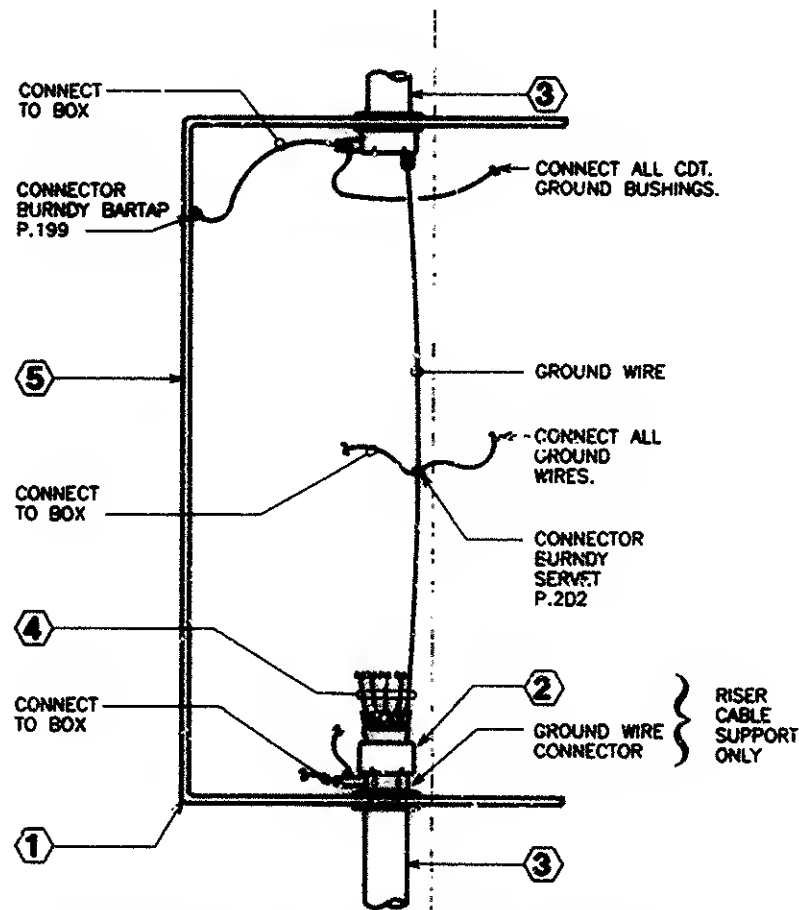 3
CONNECT
TO BOX
CONNECT ALL CDT.
GROUND BUSHINGS.
CONNECTOR
BURNDY BARTAP
P.199
5
GROUND WIRE
CONNECT ALL
GROUND
WIRES.
CONNECT
TO BOX
CONNECTOR
BURNDY
SERVET
P.202
4
2
CONNECT
TO BOX
GROUND WIRE
CONNECTOR
RISER
CABLE
SUPPORT
ONLY
1
3